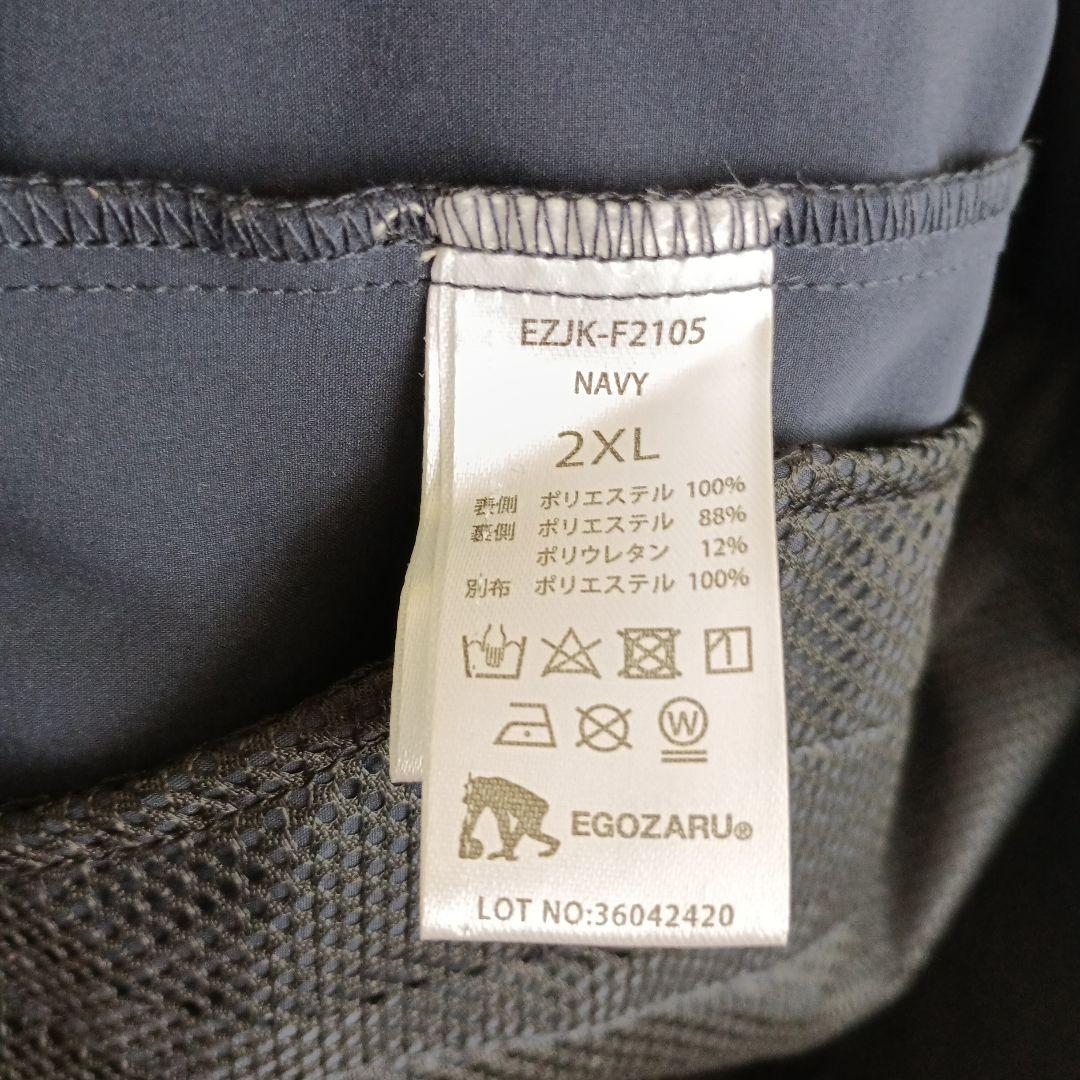 EZJK-F2105
NAVY
2XL
表側 ポリエステル 100%
裏側 ポリエステル 88%
ポリウレタン 12%
別布 ポリエステル 100%
W
EGOZARU®
LOT NO:36042420